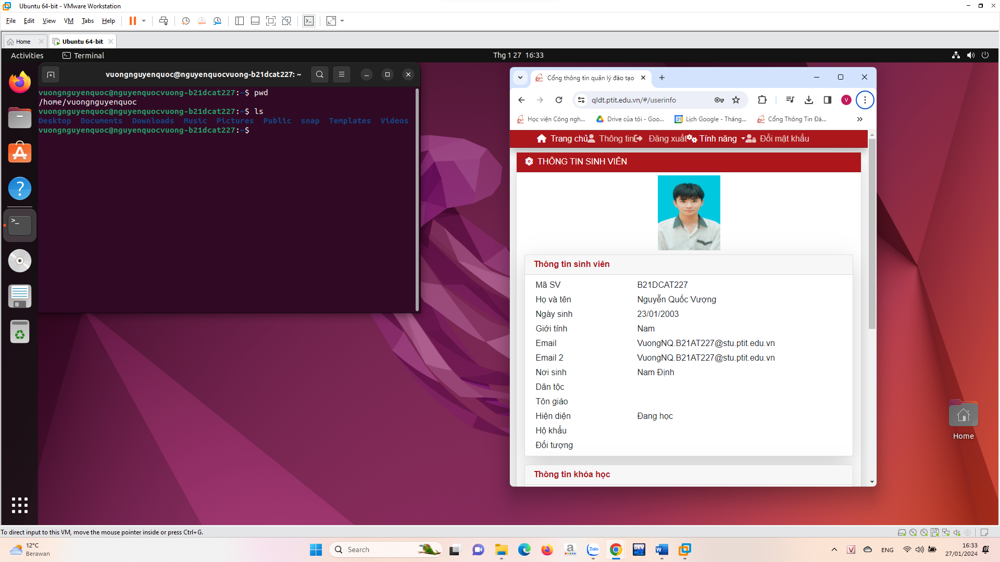 Ubuntu 64-bit - VMware Workstation
File Edit View VM Tabs Help
Home
Ubuntu 64-bit
Activities
Terminal
Thg 1 27 16:33
vuongnguyenquoc@nguyenquocvuong-b21dcat227: ~
vuongnguyenquoc@nguyenquocvuong-b21dcat227:~$ pwd
/home/vuongnguyenquoc
vuongnguyenquoc@nguyenquocvuong-b21dcat227:~$ ls
Desktop Documents Downloads Music Pictures Public snap Templates Videos
vuongnguyenquoc@nguyenquocvuong-b21dcat227:~$
Cổng thông tin quản lý đào tạo
qldt.ptit.edu.vn/#/userinfo
V
Học viện Công ngh...
Drive của tôi - Goo...
31
Lịch Google - Tháng...
Cổng Thông Tin Đà...
Trang chủ
Thông tin
Đăng xuất
Tính năng
Đổi mật khẩu
THÔNG TIN SINH VIÊN
Thông tin sinh viên
Mã SV B21DCAT227
Họ và tên Nguyễn Quốc Vượng
Ngày sinh 23/01/2003
Giới tính Nam
Email VuongNQ.B21AT227@stu.ptit.edu.vn
Email 2 VuongNQ.B21AT227@stu.ptit.edu.vn
Nơi sinh Nam Định
Dân tộc
Tôn giáo
Hiện diện Đang học
Hộ khẩu
Đối tượng
Thông tin khóa học
Home
To direct input to this VM, move the mouse pointer inside or press Ctrl+G.
12°C
Berawan
Search
a
Zalo
DEV
W
V
ENG
16:33
27/01/2024